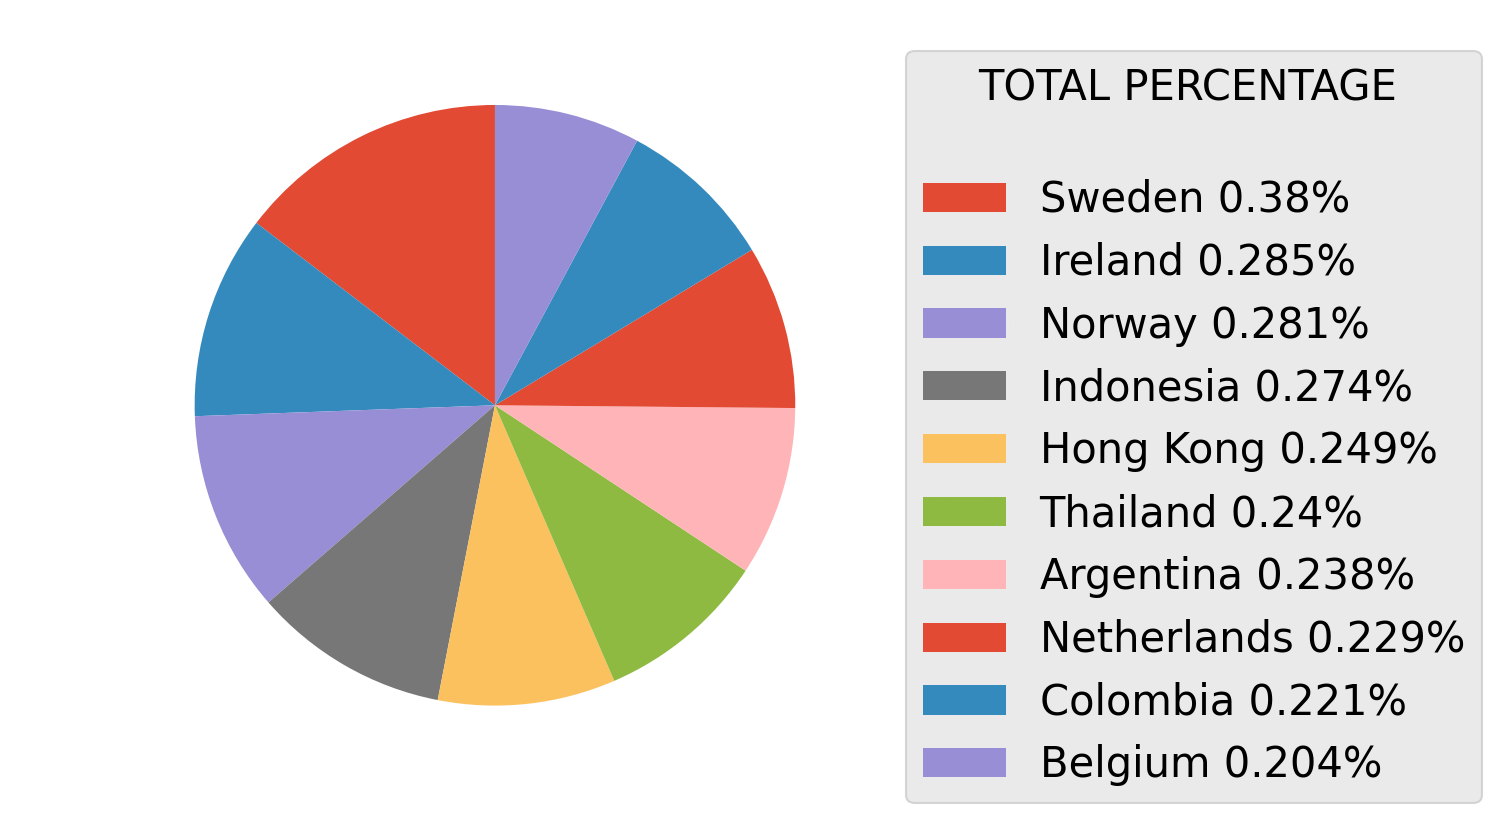 TOTAL PERCENTAGE
Sweden 0.38%
Ireland 0.285%
Norway 0.281%
Indonesia 0.274%
Hong Kong 0.249%
Thailand 0.24%
Argentina 0.238%
Netherlands 0.229%
Colombia 0.221%
Belgium 0.204%